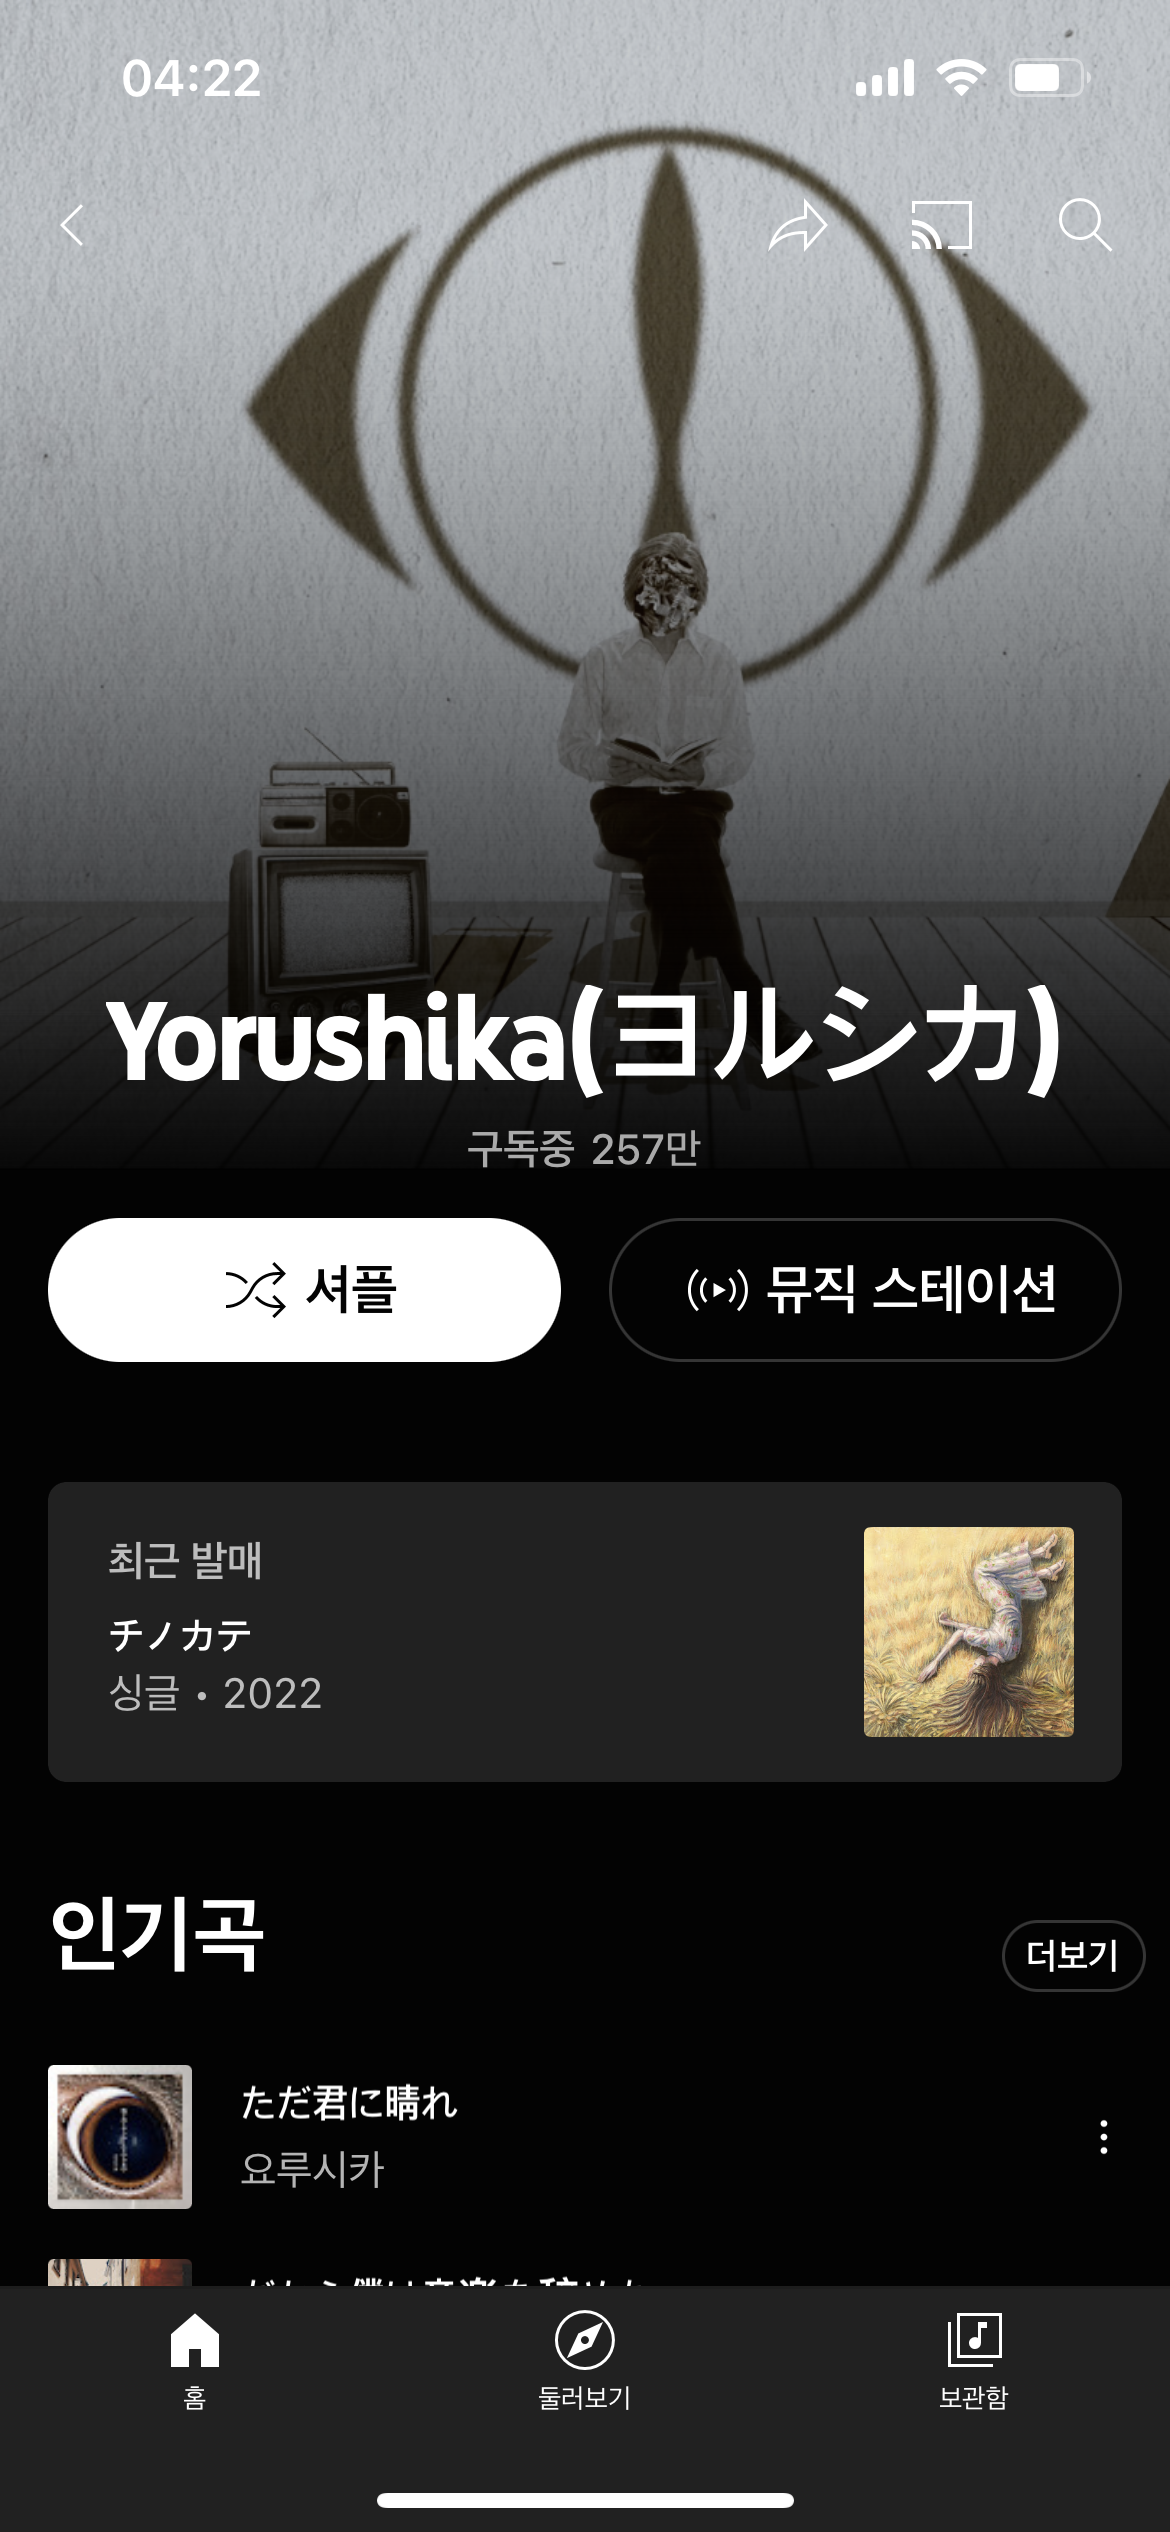 04:22
Yorushika(ヨルシカ)
구독중 257만
셔플
뮤직 스테이션
최근 발매
チノカテ
싱글 • 2022
인기곡
더보기
ただ君に晴れ
요루시카
홈
둘러보기
보관함